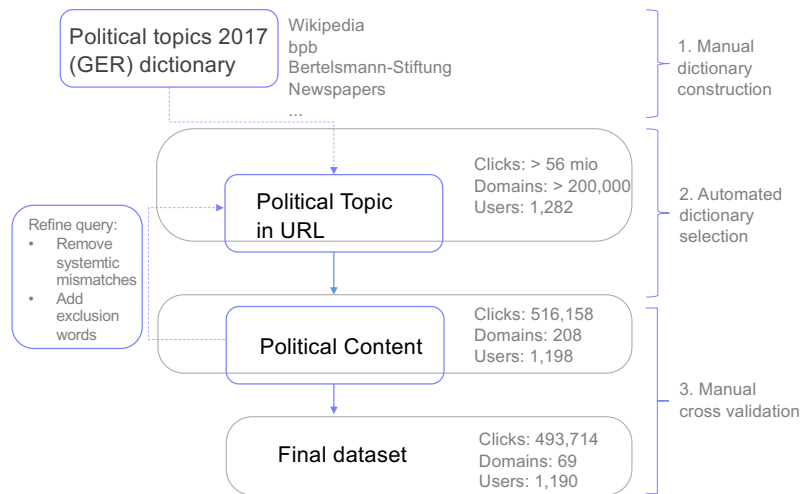 Political topics 2017
(GER) dictionary
Wikipedia
bpb
Bertelsmann-Stiftung
Newspapers
...
1. Manual
dictionary
construction
Political Topic
in URL
Clicks: > 56 mio
Domains: > 200,000
Users: 1,282
2. Automated
dictionary
selection
Refine query:
• Remove
systemtic
mismatches
• Add
exclusion
words
Political Content
Clicks: 516,158
Domains: 208
Users: 1,198
3. Manual
cross validation
Final dataset
Clicks: 493,714
Domains: 69
Users: 1,190